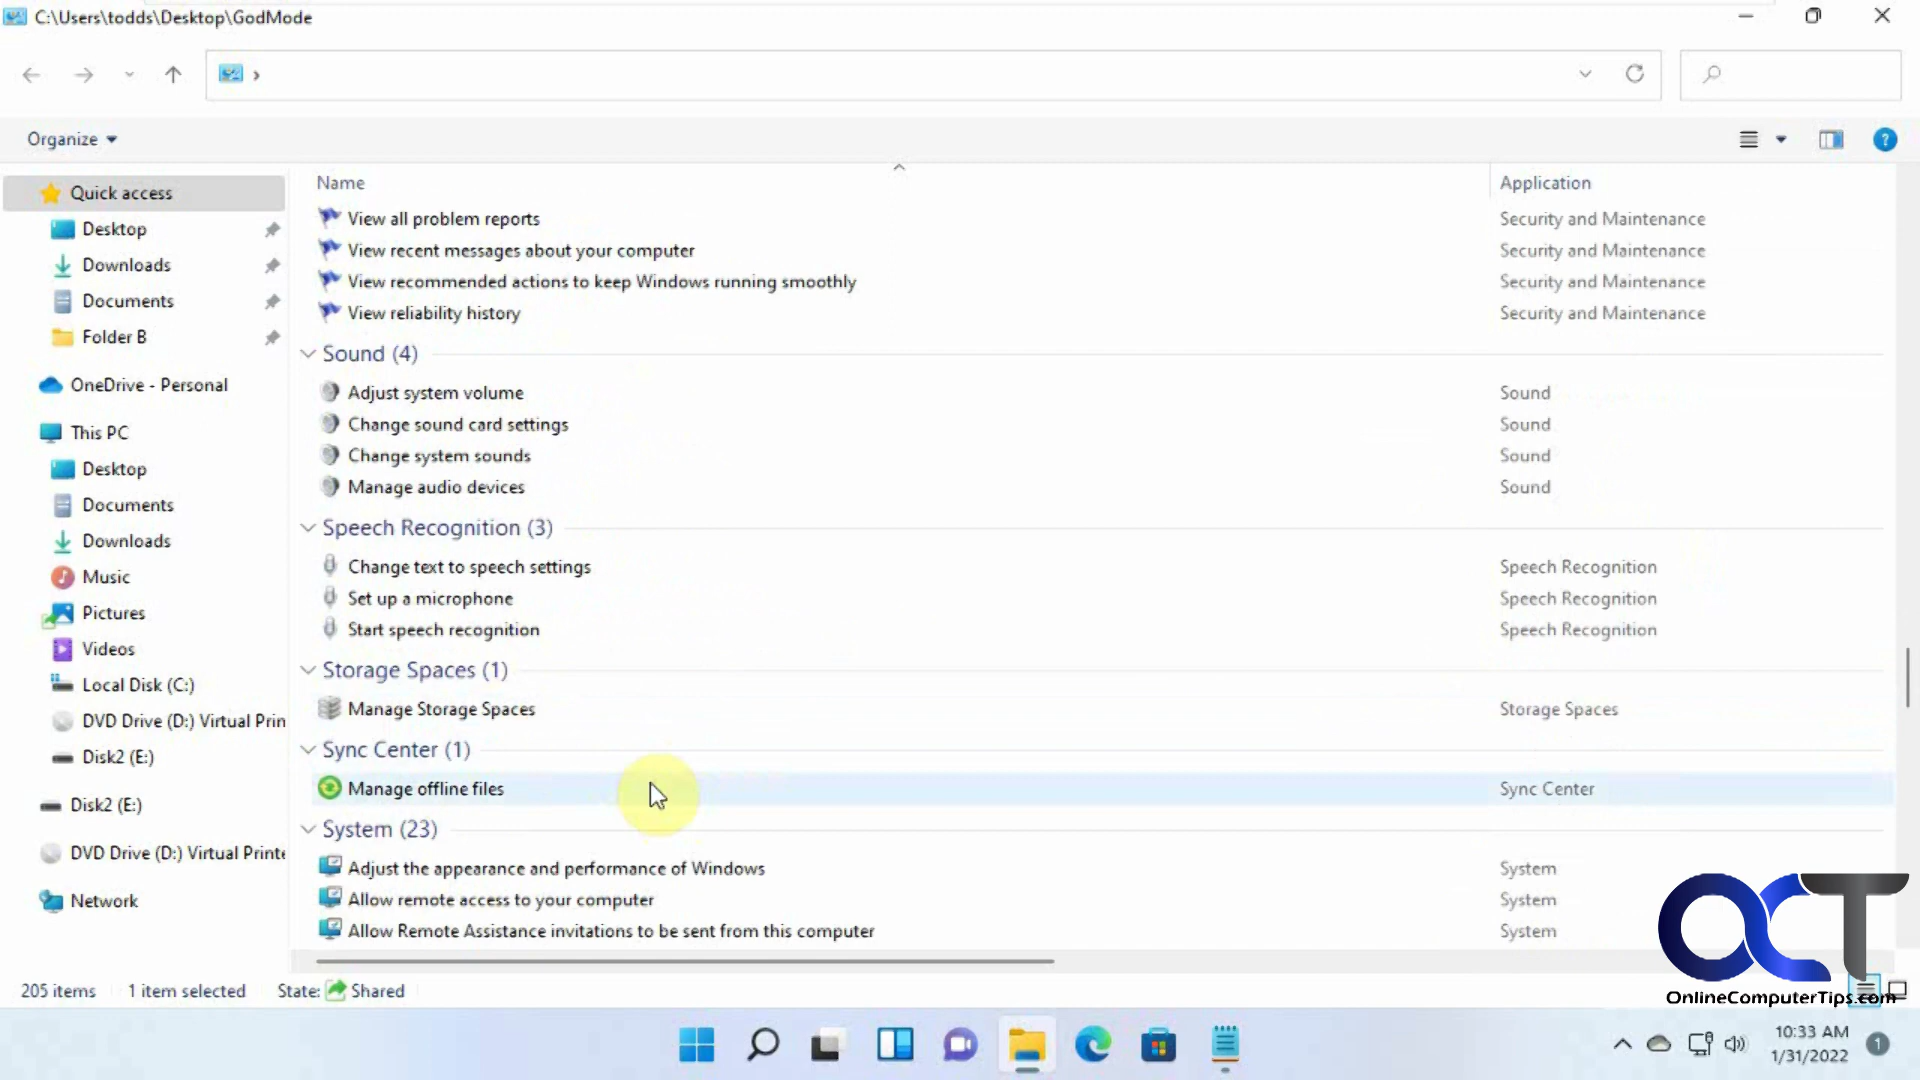 C:\Users\todds\Desktop\GodMode
Organize
Quick access
Desktop
Downloads
Documents
Folder B
OneDrive - Personal
This PC
Desktop
Documents
Downloads
Music
Pictures
Videos
Local Disk (C:)
DVD Drive (D:) Virtual Prin
Disk2 (E:)
Disk2 (E:)
DVD Drive (D:) Virtual Printe
Network
Name Application
View all problem reports Security and Maintenance
View recent messages about your computer Security and Maintenance
View recommended actions to keep Windows running smoothly Security and Maintenance
View reliability history Security and Maintenance
Sound (4)
Adjust system volume Sound
Change sound card settings Sound
Change system sounds Sound
Manage audio devices Sound
Speech Recognition (3)
Change text to speech settings Speech Recognition
Set up a microphone Speech Recognition
Start speech recognition Speech Recognition
Storage Spaces (1)
Manage Storage Spaces Storage Spaces
Sync Center (1)
Manage offline files Sync Center
System (23)
Adjust the appearance and performance of Windows System
Allow remote access to your computer System
Allow Remote Assistance invitations to be sent from this computer System
205 items 1 item selected State: Shared
OCT
OnlineComputerTips.com
10:33 AM
1/31/2022
1